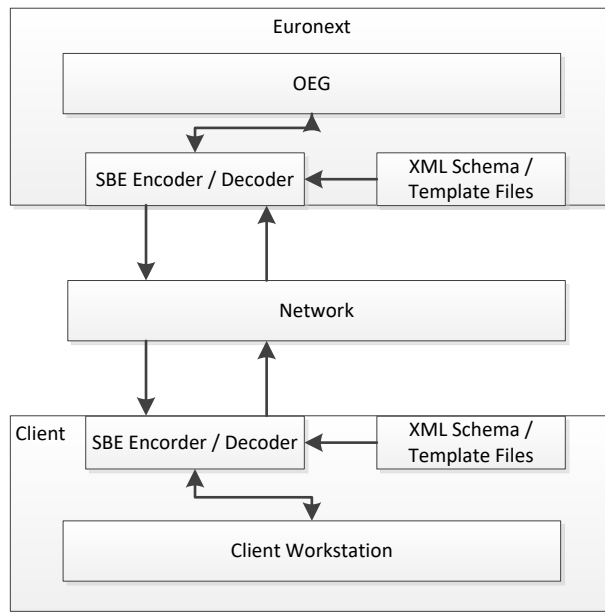 Euronext
OEG
SBE Encoder / Decoder
XML Schema /
Template Files
Network
Client
SBE Encorder / Decoder
XML Schema /
Template Files
Client Workstation